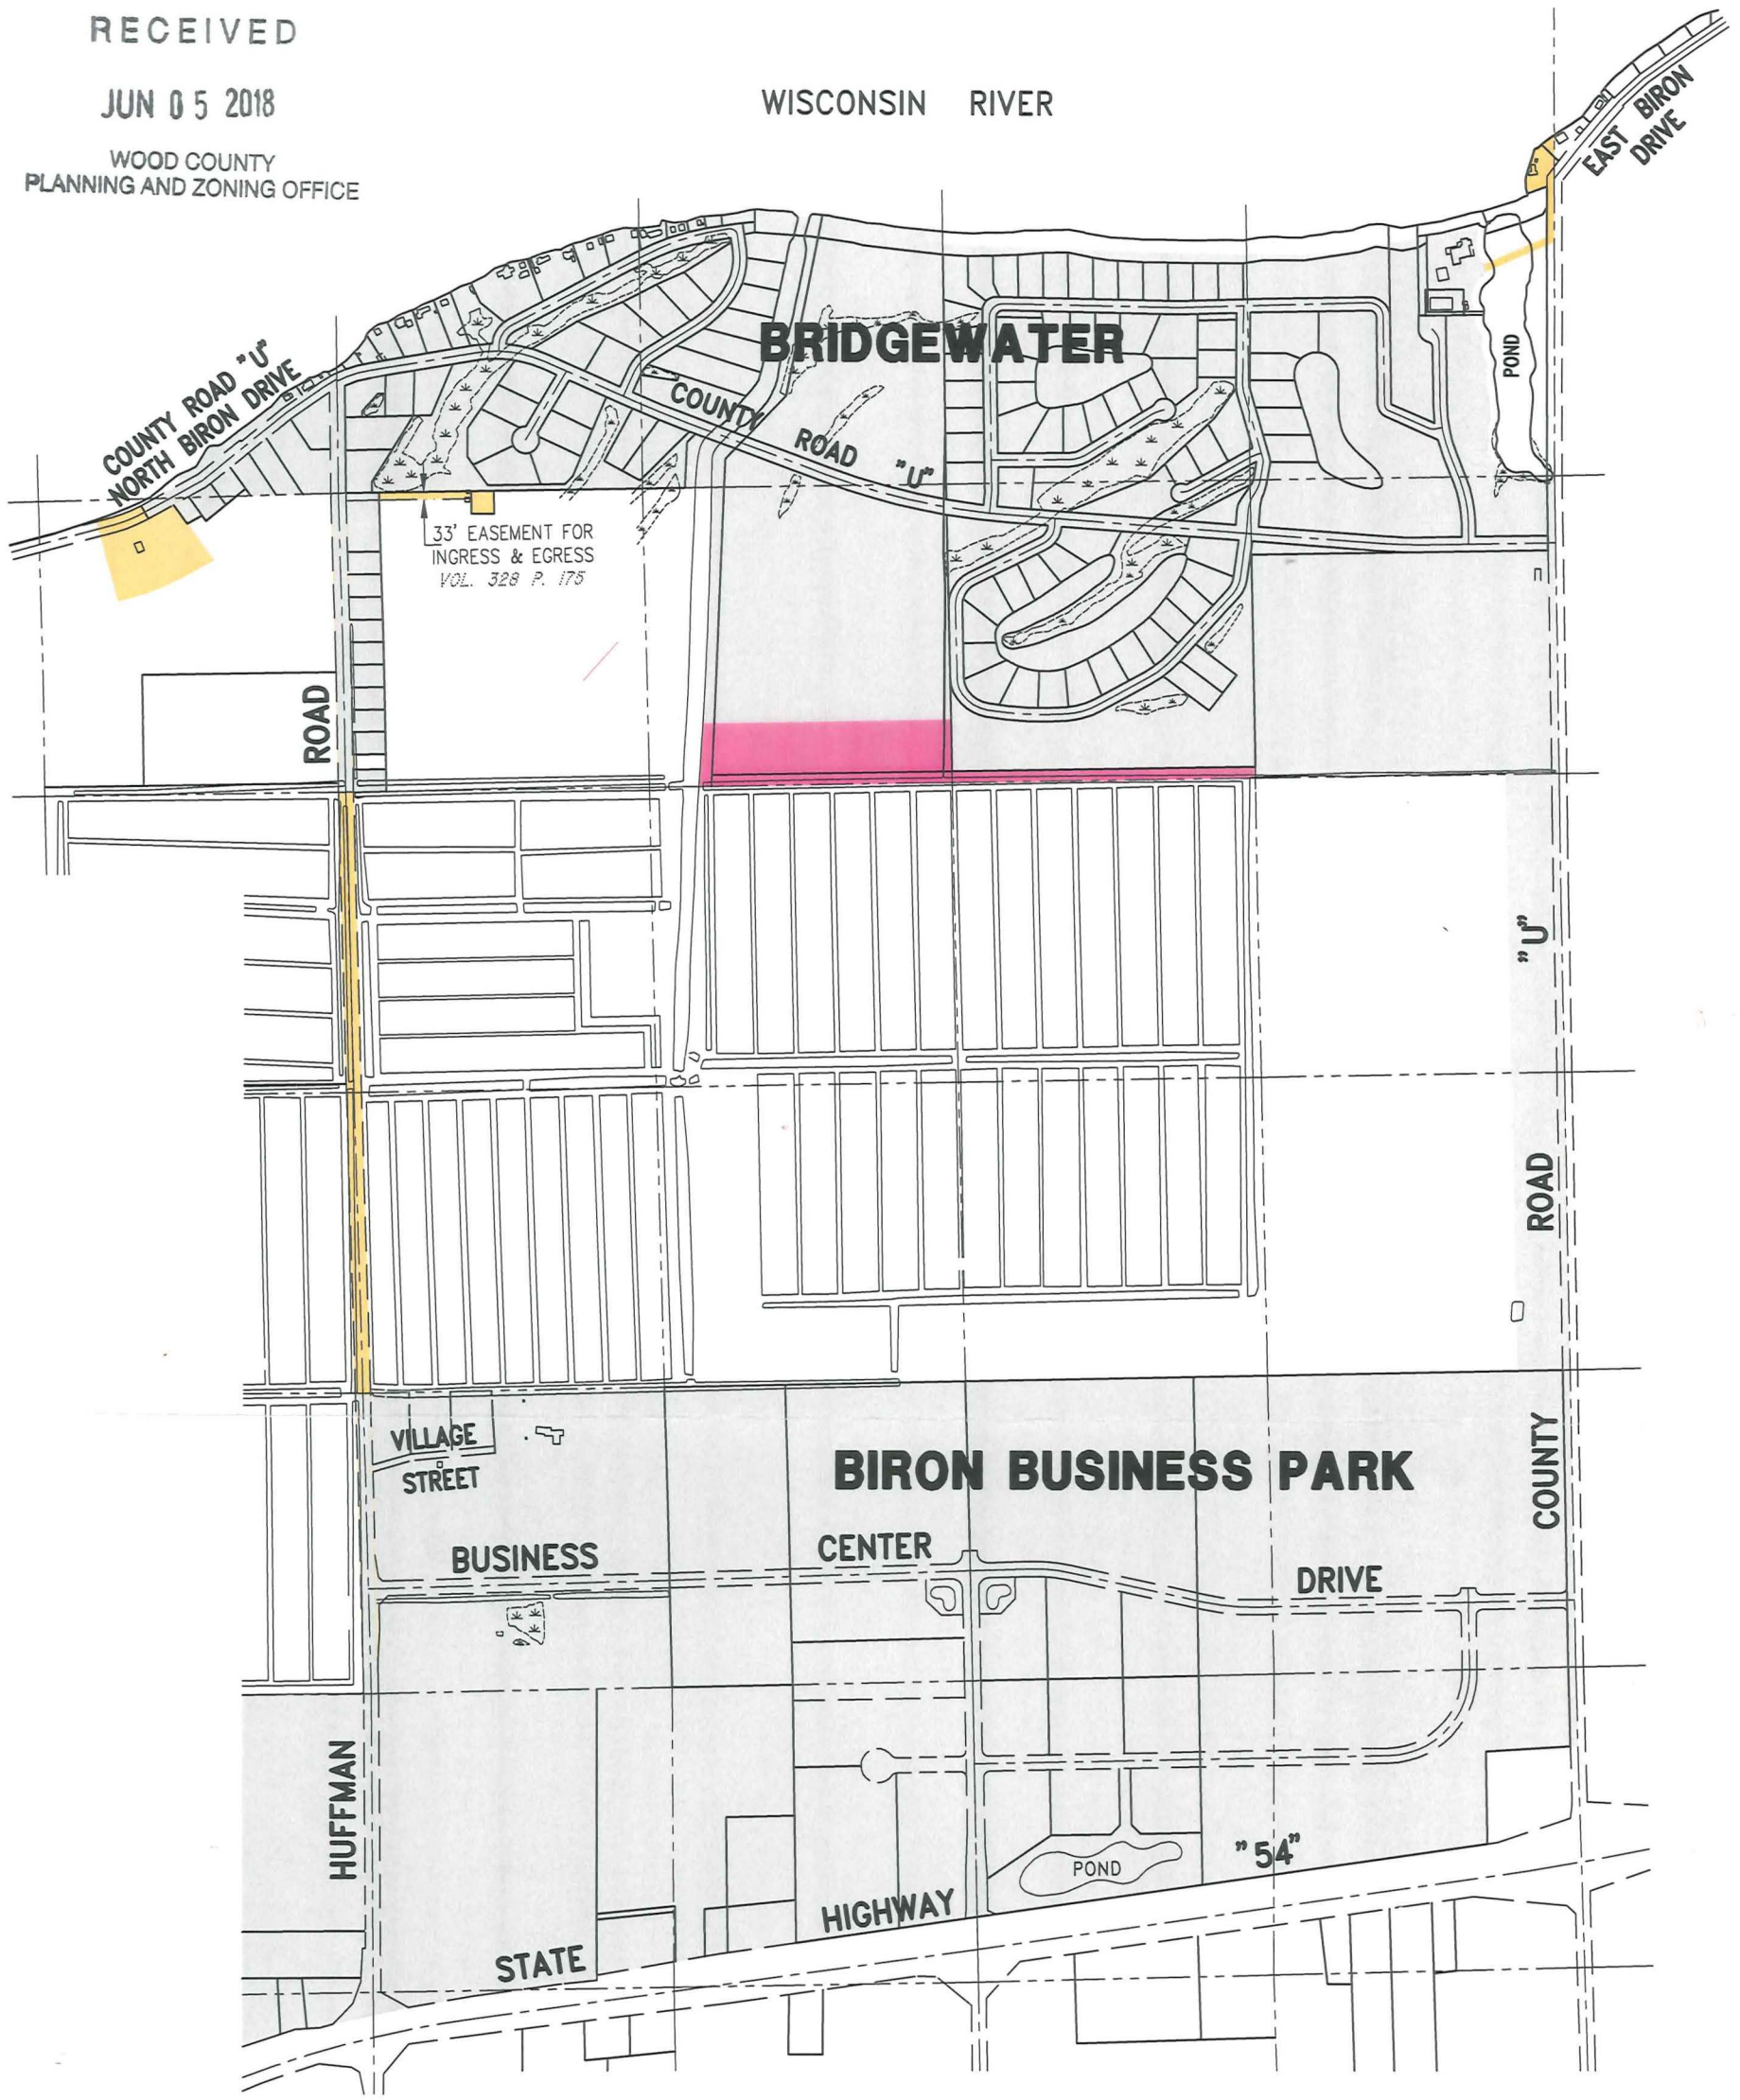 RECEIVED
JUN 05 2018
WOOD COUNTY
PLANNING AND ZONING OFFICE
WISCONSIN RIVER
EAST BIRON
DRIVE
BRIDGEWATER
POND
COUNTY ROAD "U"
NORTH BIRON DRIVE
COUNTY ROAD "U"
33' EASEMENT FOR
INGRESS & EGRESS
VOL. 328 P. 175
HUFFMAN ROAD
COUNTY ROAD "U"
VILLAGE
STREET
BIRON BUSINESS PARK
BUSINESS CENTER DRIVE
POND
STATE HIGHWAY "54"